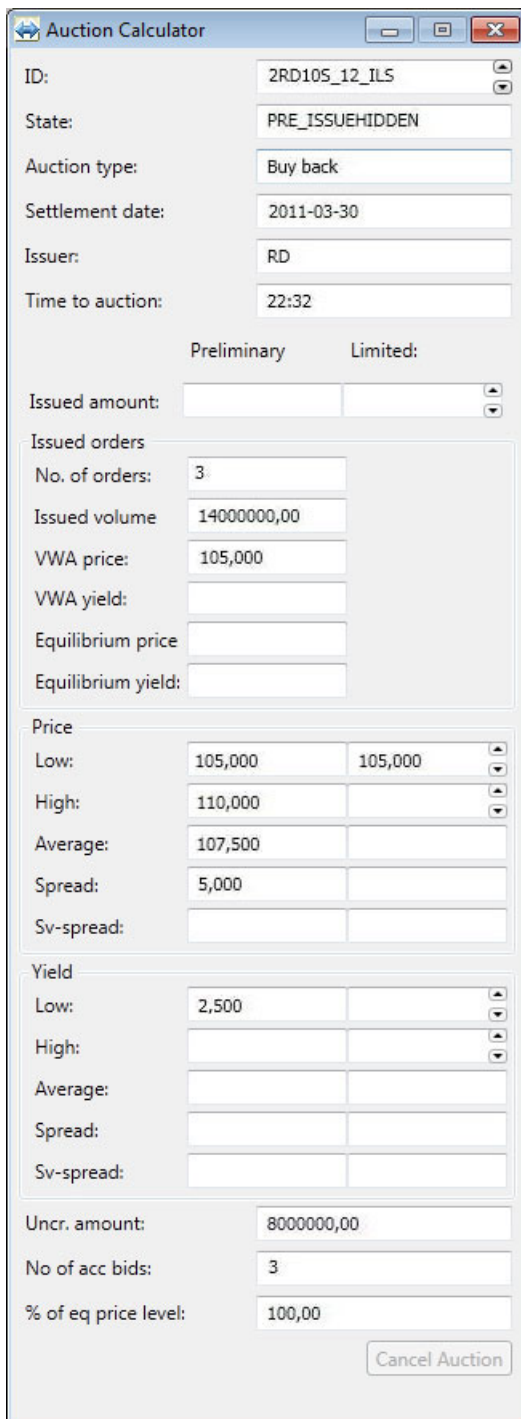 Auction Calculator
ID: 2RD105_12_ILS
State: PRE_ISSUEHIDDEN
Auction type: Buy back
Settlement date: 2011-03-30
Issuer: RD
Time to auction: 22:32
Preliminary Limited:
Issued amount:
Issued orders
No. of orders: 3
Issued volume 14000000,00
VWA price: 105,000
VWA yield:
Equilibrium price
Equilibrium yield:
Price
Low: 105,000 105,000
High: 110,000
Average: 107,500
Spread: 5,000
Sv-spread:
Yield
Low: 2,500
High:
Average:
Spread:
Sv-spread:
Uncr. amount: 8000000,00
No of acc bids: 3
% of eq price level: 100,00
Cancel Auction